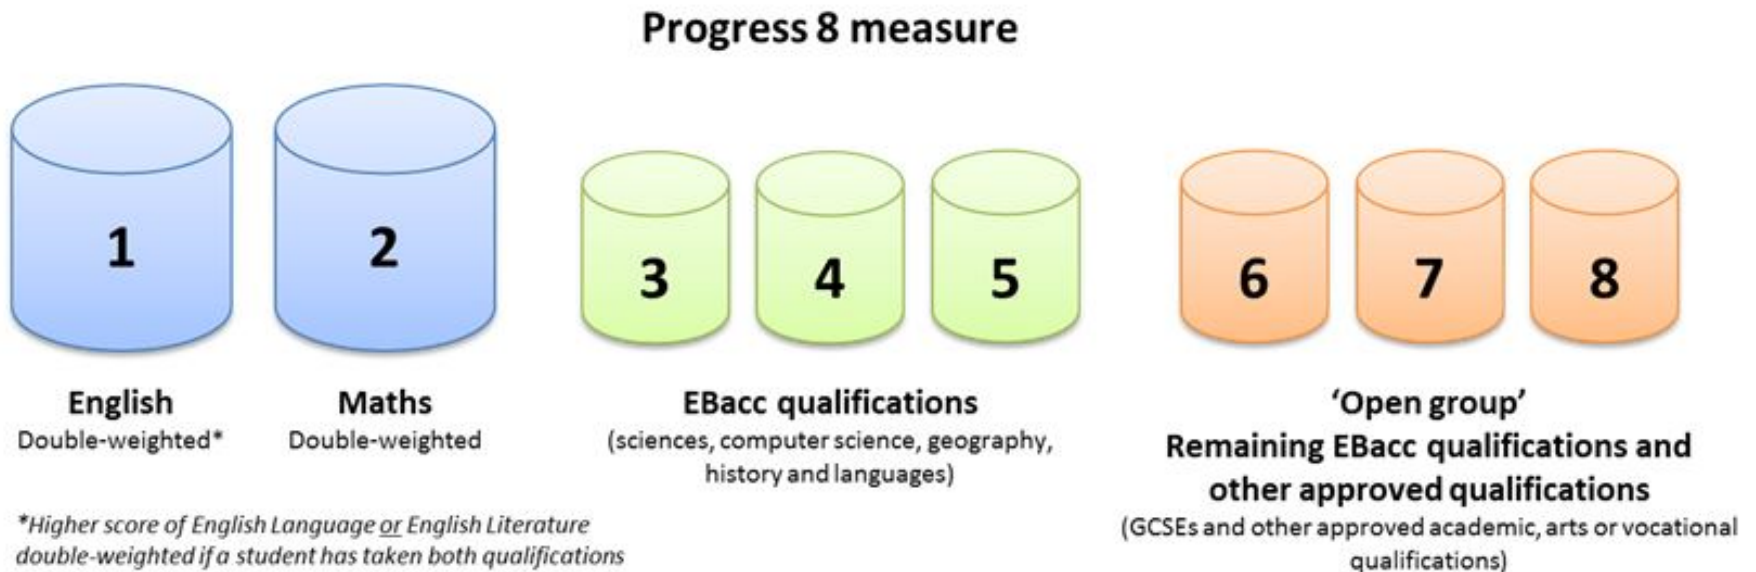 Progress 8 measure
1
2
3
4
5
6
7
8
English
Double-weighted*
Maths
Double-weighted
EBacc qualifications
(sciences, computer science, geography,
history and languages)
‘Open group’
Remaining EBacc qualifications and
other approved qualifications
(GCSEs and other approved academic, arts or vocational
qualifications)
*Higher score of English Language or English Literature
double-weighted if a student has taken both qualifications